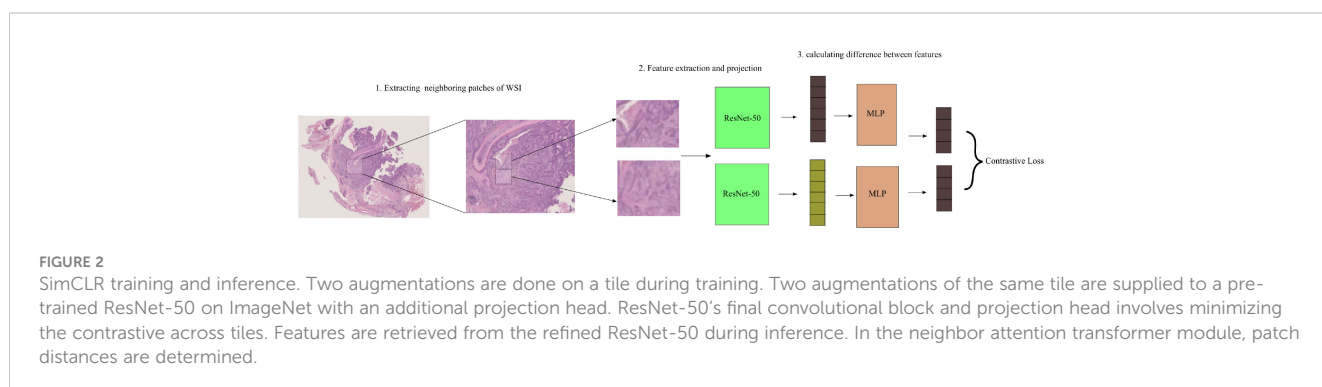 3. calculating difference between features
2. Feature extraction and projection
1. Extracting neighboring patches of WSI
ResNet-50
MLP
Contrastive Loss
ResNet-50
MLP
FIGURE 2
SimCLR training and inference. Two augmentations are done on a tile during training. Two augmentations of the same tile are supplied to a pre-
trained ResNet-50 on ImageNet with an additional projection head. ResNet-50's final convolutional block and projection head involves minimizing
the contrastive across tiles. Features are retrieved from the refined ResNet-50 during inference. In the neighbor attention transformer module, patch
distances are determined.